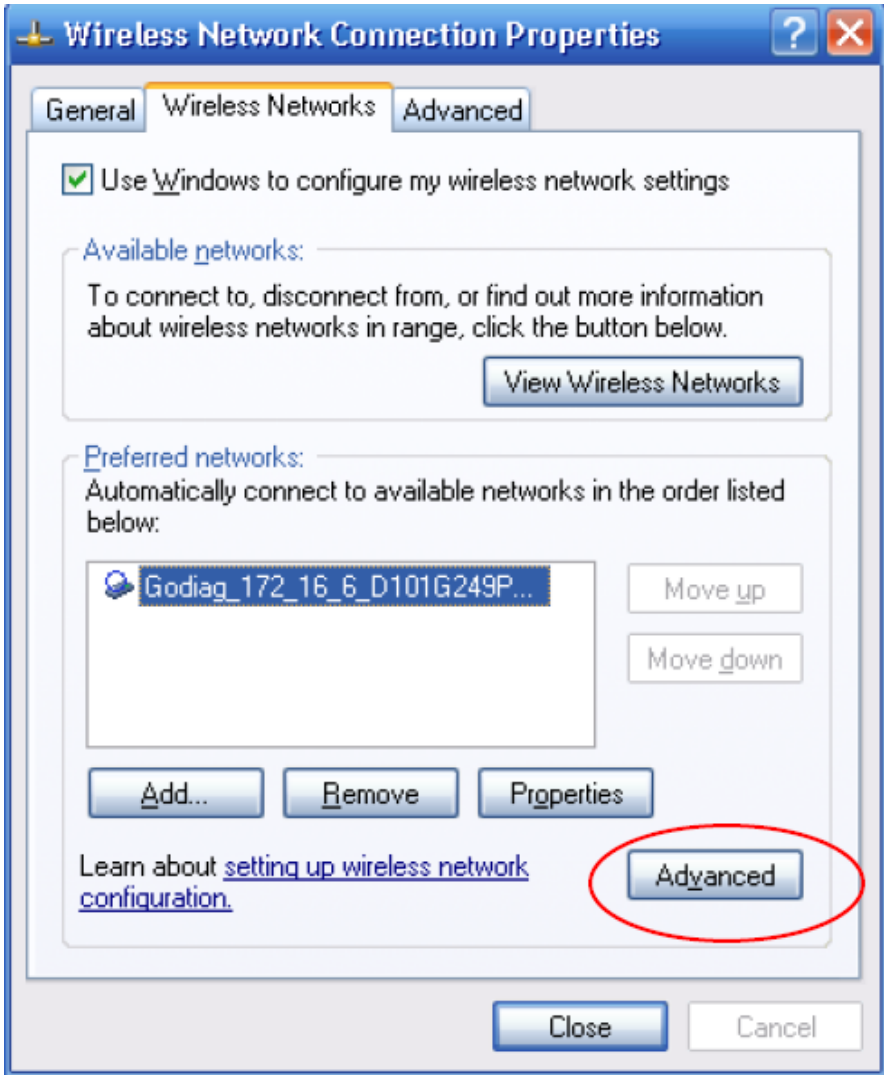 Wireless Network Connection Properties
General Wireless Networks Advanced
Use Windows to configure my wireless network settings
Available networks:
To connect to, disconnect from, or find out more information
about wireless networks in range, click the button below.
View Wireless Networks
Preferred networks:
Automatically connect to available networks in the order listed
below:
Godiag_172_16_6_D101G249P...
Move up
Move down
Add... Remove Properties
Learn about setting up wireless network
configuration.
Advanced
Close Cancel